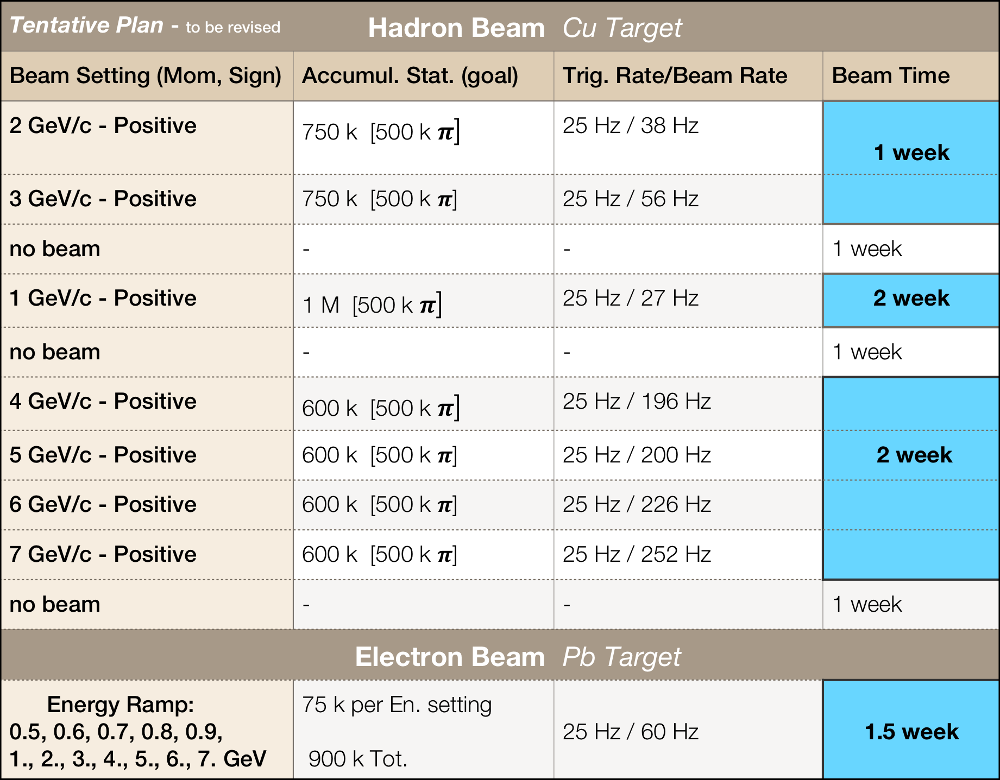 Tentative Plan - to be revised Hadron Beam Cu Target
Beam Setting (Mom, Sign) Accumul. Stat. (goal) Trig. Rate/Beam Rate Beam Time
2 GeV/c - Positive 750 k [500 k π] 25 Hz / 38 Hz
1 week
3 GeV/c - Positive 750 k [500 k π] 25 Hz / 56 Hz
no beam - - 1 week
1 GeV/c - Positive 1 M [500 k π] 25 Hz / 27 Hz 2 week
no beam - - 1 week
4 GeV/c - Positive 600 k [500 k π] 25 Hz / 196 Hz
5 GeV/c - Positive 600 k [500 k π] 25 Hz / 200 Hz 2 week
6 GeV/c - Positive 600 k [500 k π] 25 Hz / 226 Hz
7 GeV/c - Positive 600 k [500 k π] 25 Hz / 252 Hz
no beam - - 1 week
Electron Beam Pb Target
Energy Ramp: 75 k per En. setting
0.5, 0.6, 0.7, 0.8, 0.9, 25 Hz / 60 Hz 1.5 week
1., 2., 3., 4., 5., 6., 7. GeV 900 k Tot.